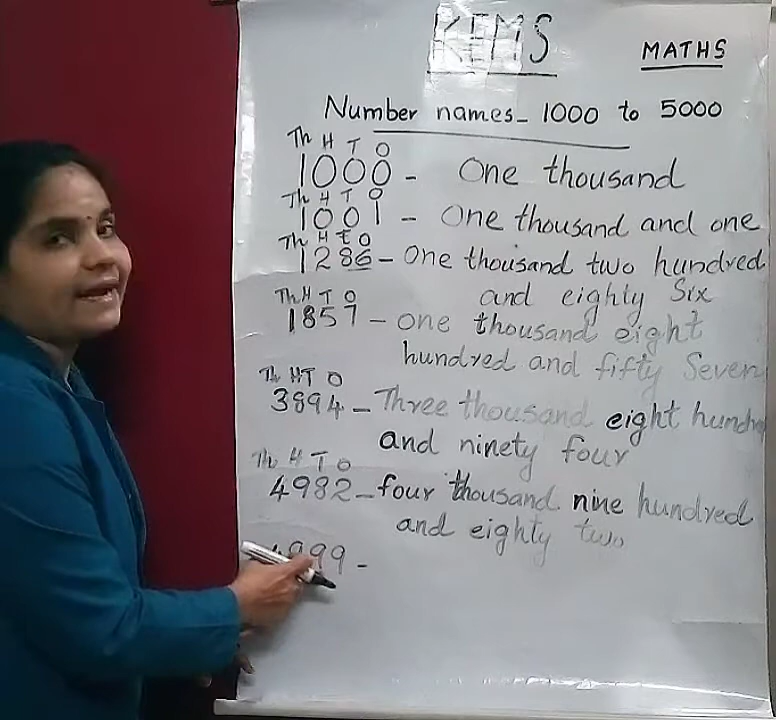 KEMS
MATHS
Number names- 1000 to 5000
Th H T O
1000 - One thousand
Th H T O
1001 - One thousand and one
Th H t O
1286 - One thousand two hundred
and eighty Six
Th H T O
1857 - one thousand eight
hundred and fifty Seven
Th H T O
3894 - Three thousand eight hundred
and ninety four
Th H T O
4982 - four thousand nine hundred
and eighty two
999 -